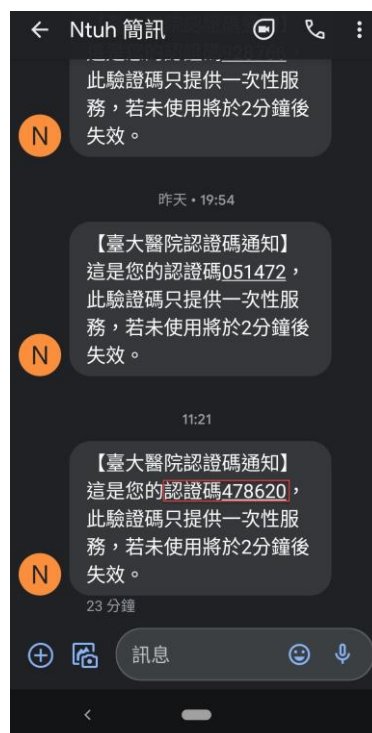 Ntuh 簡訊
此驗證碼只提供一次性服
務，若未使用將於2分鐘後
失效。
N
昨天 • 19:54
【臺大醫院認證碼通知】
這是您的認證碼051472，
此驗證碼只提供一次性服
務，若未使用將於2分鐘後
失效。
N
11:21
【臺大醫院認證碼通知】
這是您的認證碼478620，
此驗證碼只提供一次性服
務，若未使用將於2分鐘後
失效。
N
23 分鐘
訊息